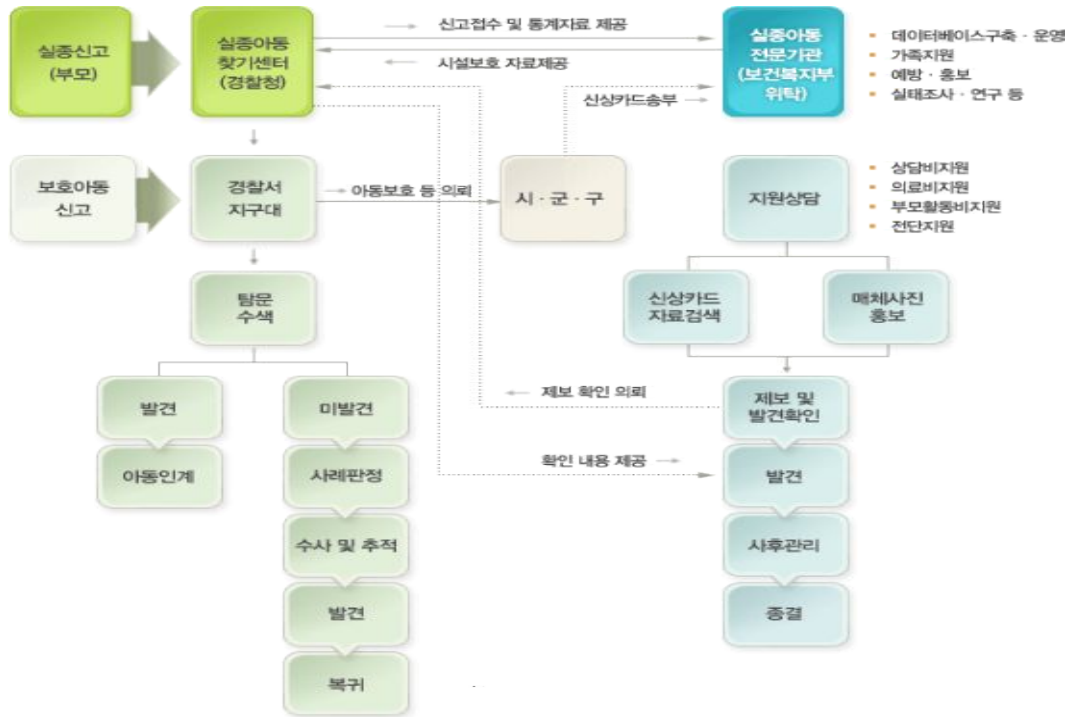 실종신고
(부모)
실종아동
찾기센터
(경찰청)
신고접수 및 통계자료 제공
시설보호 자료제공
실종아동
전문기관
(보건복지부
위탁)
데이터베이스구축 · 운영
가족지원
예방 · 홍보
실태조사 · 연구 등
신상카드송부
보호아동
신고
경찰서
지구대
아동보호 등 의뢰
시 · 군 · 구
지원상담
상담비지원
의료비지원
부모활동비지원
전단지원
탐문
수색
신상카드
자료검색
매체사진
홍보
발견
미발견
제보 확인 의뢰
제보 및
발견확인
아동인계
사례판정
확인 내용 제공
발견
수사 및 추적
사후관리
발견
종결
복귀